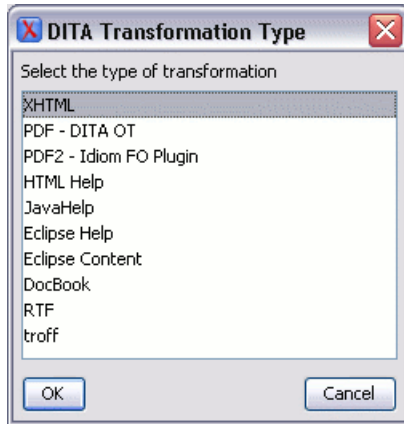 DITA Transformation Type
Select the type of transformation
XHTML
PDF - DITA OT
PDF2 - Idiom FO Plugin
HTML Help
JavaHelp
Eclipse Help
Eclipse Content
DocBook
RTF
troff
OK Cancel